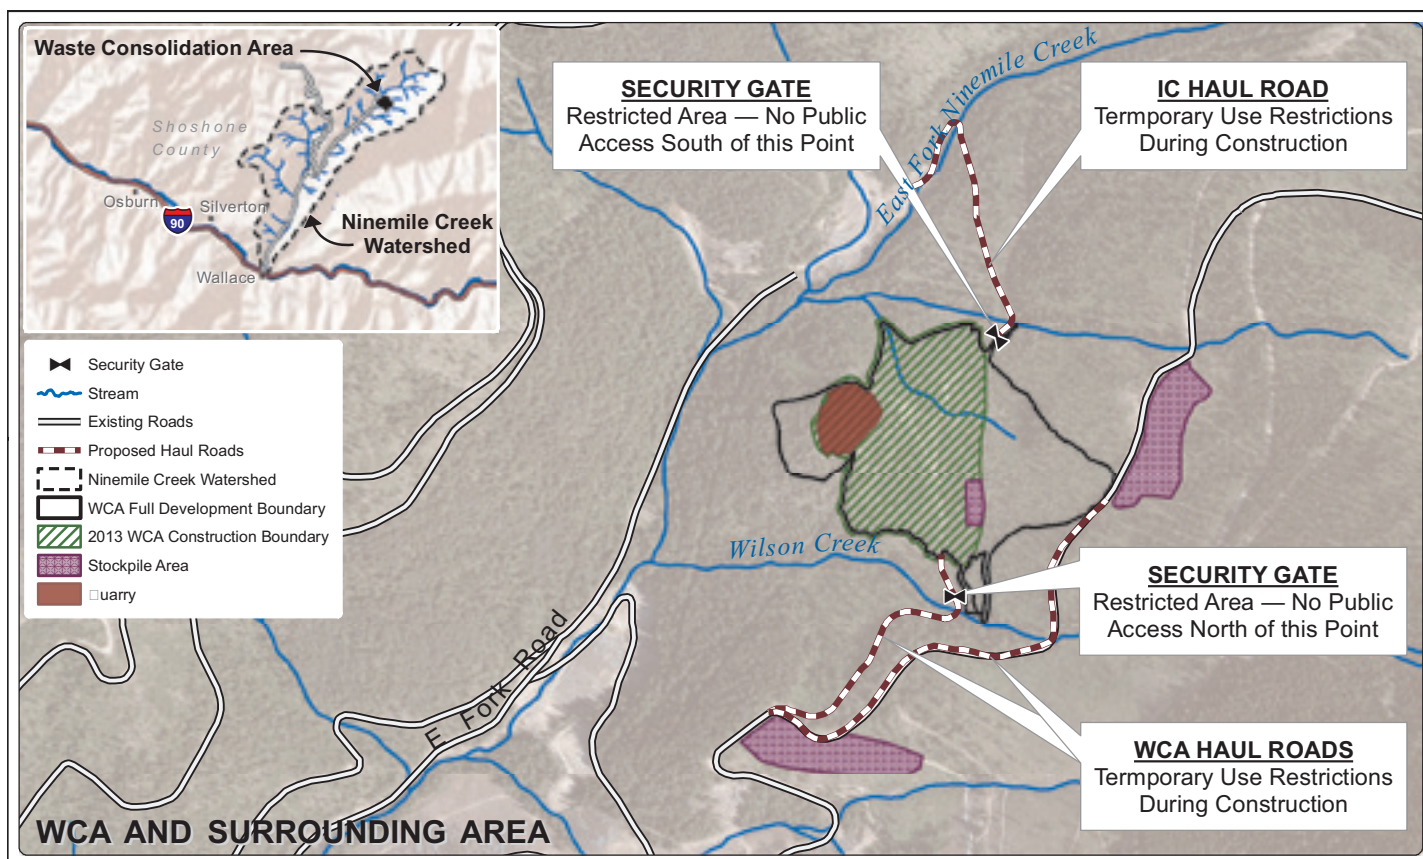 Waste Consolidation Area
Shoshone
County
Osburn
Silverton
90
Wallace
Ninemile Creek
Watershed
SECURITY GATE
Restricted Area — No Public
Access South of this Point
East Fork Ninemile Creek
IC HAUL ROAD
Termporary Use Restrictions
During Construction
Security Gate
Stream
Existing Roads
Proposed Haul Roads
Ninemile Creek Watershed
WCA Full Development Boundary
2013 WCA Construction Boundary
Stockpile Area
□uarry
Wilson Creek
SECURITY GATE
Restricted Area — No Public
Access North of this Point
E Fork Road
WCA HAUL ROADS
Termporary Use Restrictions
During Construction
WCA AND SURROUNDING AREA